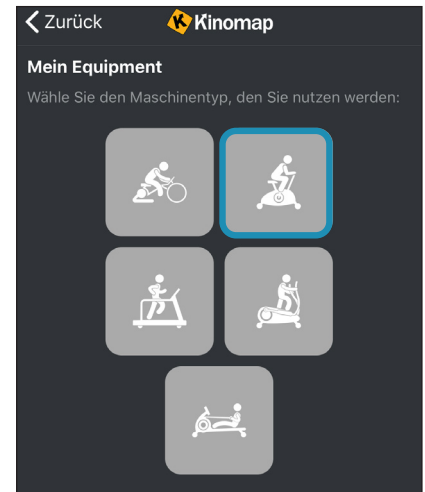 Zurück Kinomap
Mein Equipment
Wähle Sie den Maschinentyp, den Sie nutzen werden: